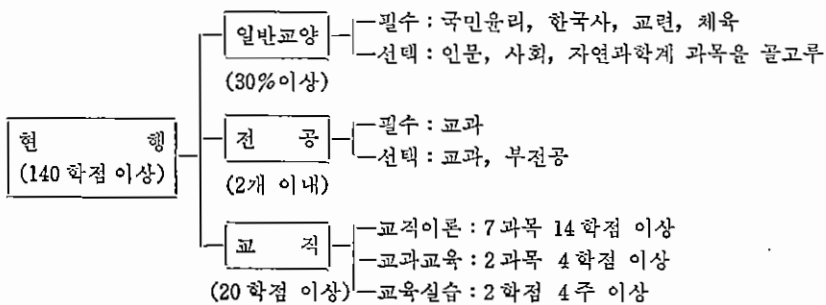 일반교양
필수 : 국민윤리, 한국사, 교련, 체육
선택 : 인문, 사회, 자연과학계 과목을 골고루
(30%이상)
현 행
(140 학점 이상)
전 공
필수 : 교과
선택 : 교과, 부전공
(2개 이내)
교 직
교직이론 : 7 과목 14 학점 이상
교과교육 : 2 과목 4 학점 이상
(20 학점 이상)
교육실습 : 2 학점 4 주 이상